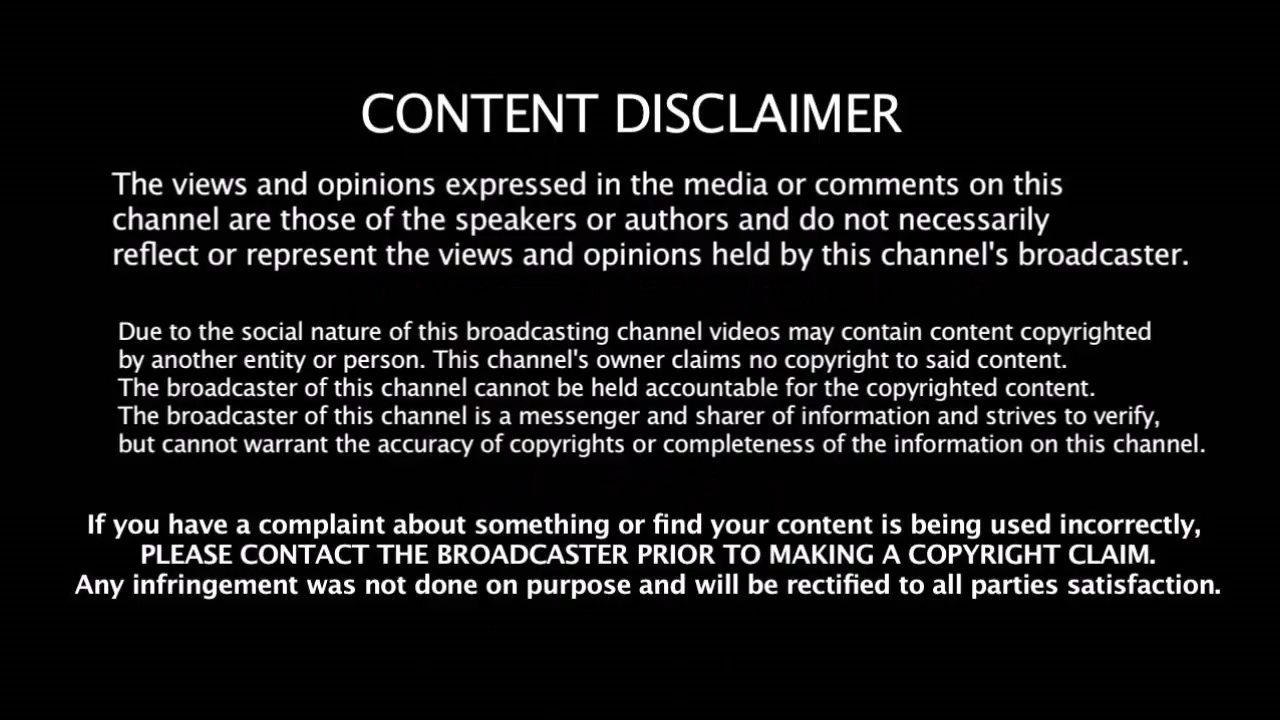 CONTENT DISCLAIMER
The views and opinions expressed in the media or comments on this
channel are those of the speakers or authors and do not necessarily
reflect or represent the views and opinions held by this channel's broadcaster.
Due to the social nature of this broadcasting channel videos may contain content copyrighted
by another entity or person. This channel's owner claims no copyright to said content.
The broadcaster of this channel cannot be held accountable for the copyrighted content.
The broadcaster of this channel is a messenger and sharer of information and strives to verify,
but cannot warrant the accuracy of copyrights or completeness of the information on this channel.
If you have a complaint about something or find your content is being used incorrectly,
PLEASE CONTACT THE BROADCASTER PRIOR TO MAKING A COPYRIGHT CLAIM.
Any infringement was not done on purpose and will be rectified to all parties satisfaction.